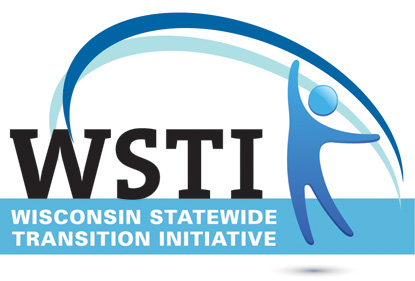 WSTI
WISCONSIN STATEWIDE
TRANSITION INITIATIVE